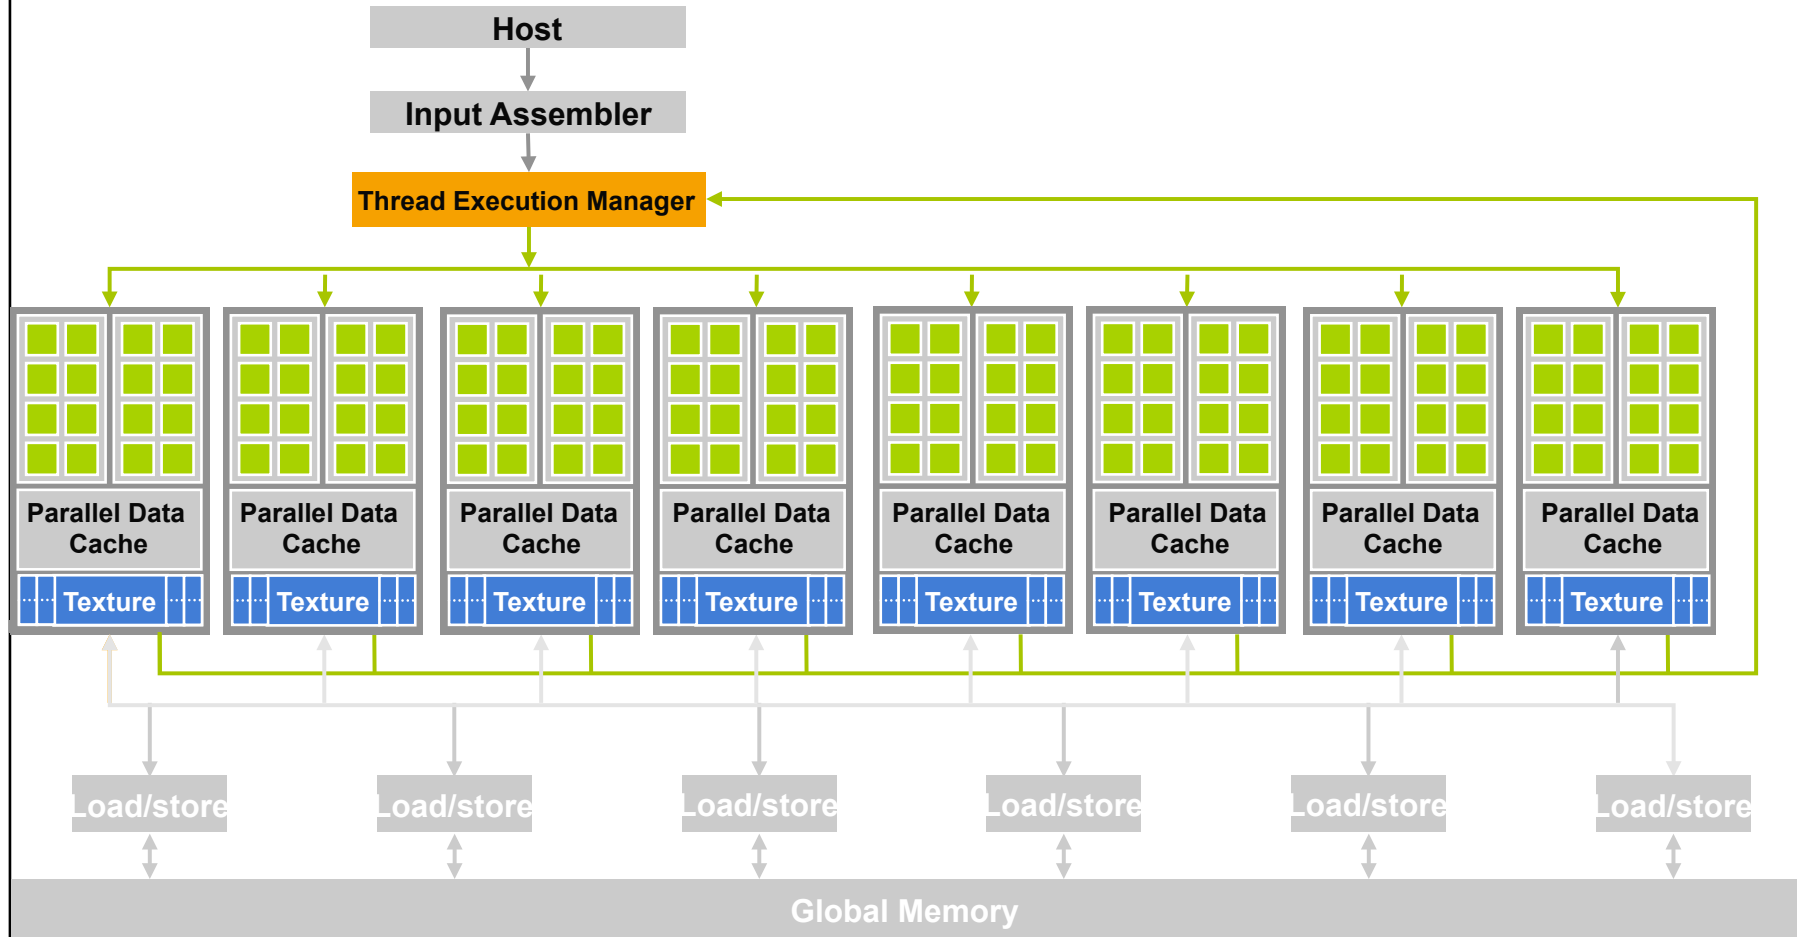 Host
Input Assembler
Thread Execution Manager
Parallel Data
Cache
Parallel Data
Cache
Parallel Data
Cache
Parallel Data
Cache
Parallel Data
Cache
Parallel Data
Cache
Parallel Data
Cache
Parallel Data
Cache
Texture
Texture
Texture
Texture
Texture
Texture
Texture
Texture
Load/store
Load/store
Load/store
Load/store
Load/store
Load/store
Global Memory